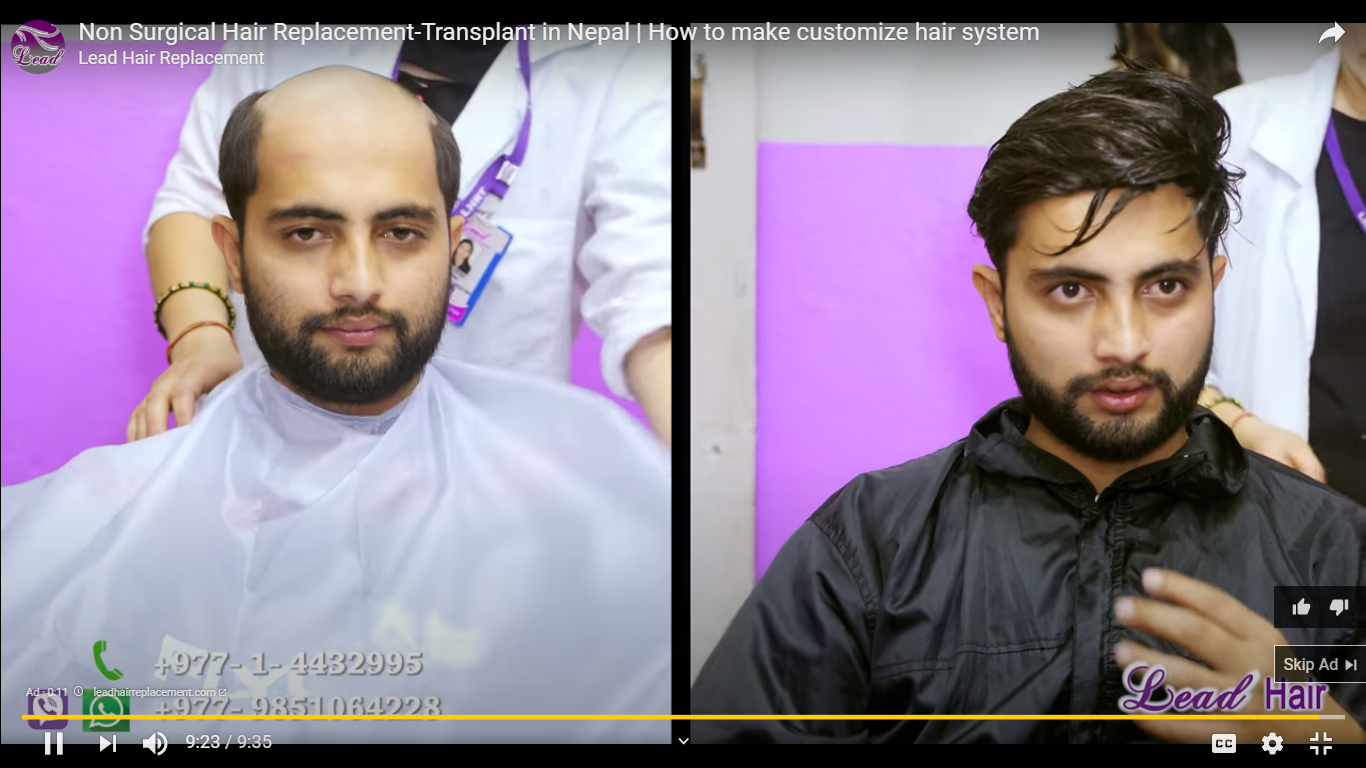 Non Surgical Hair Replacement-Transplant in Nepal | How to make customize hair system
Lead
Lead Hair Replacement
+977- 1- 4432995
Ad · 0:11 leadhairreplacement.com
+977- 9851064228
Skip Ad
Lead Hair
9:23 / 9:35
CC